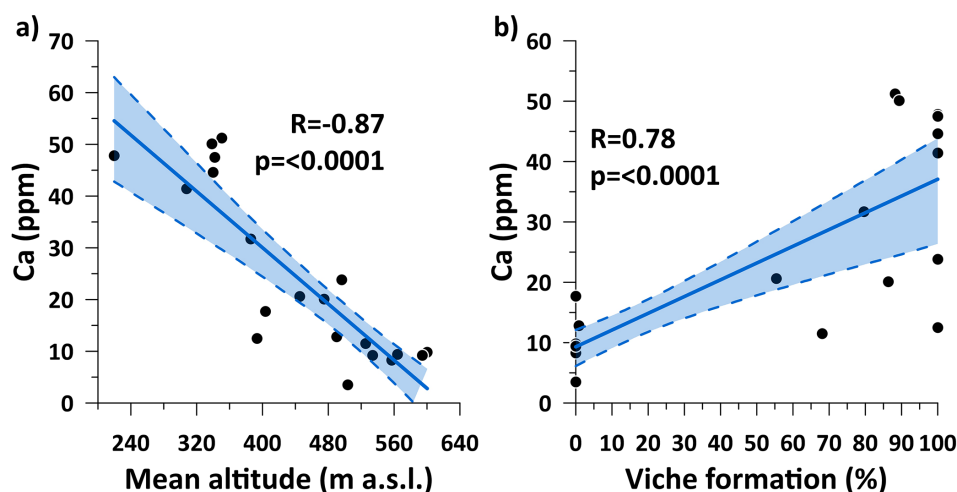 a)
R=-0.87
p=<0.0001
Ca (ppm)
70
60
50
40
30
20
10
0
240 320 400 480 560 640
Mean altitude (m a.s.l.)
b)
R=0.78
p=<0.0001
Ca (ppm)
60
50
40
30
20
10
0
0 10 20 30 40 50 60 70 80 90 100
Viche formation (%)